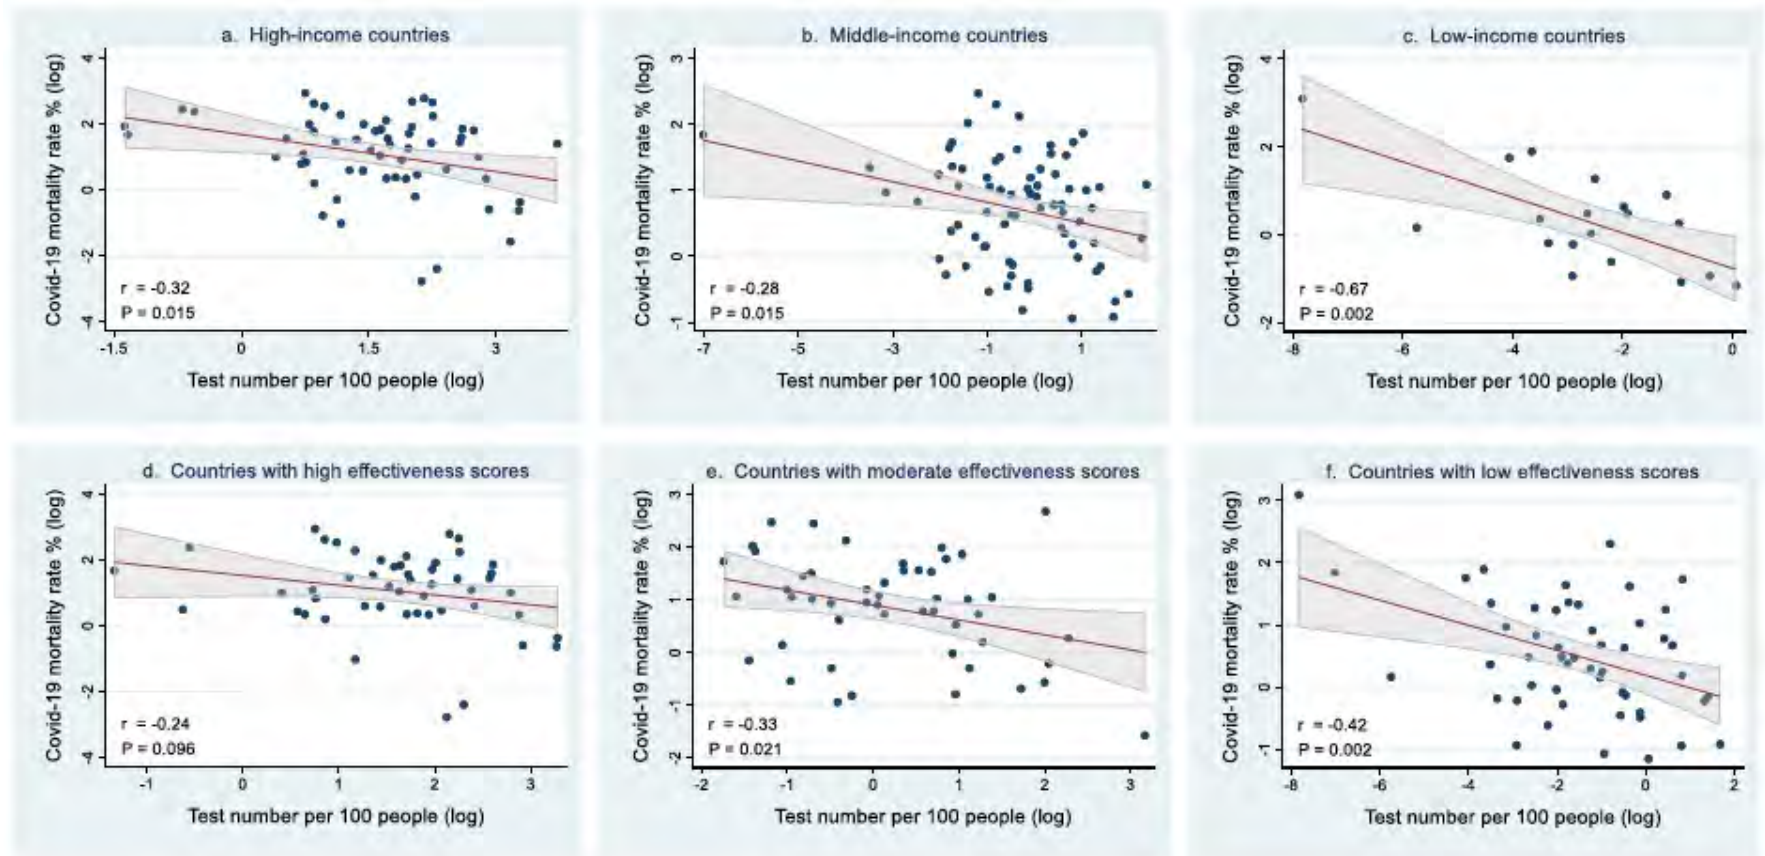 a. High-income countries
Covid-19 mortality rate % (log)
4
2
0
-2
-4
r = -0.32
P = 0.015
-1.5 0 1.5 3
Test number per 100 people (log)
b. Middle-income countries
Covid-19 mortality rate % (log)
3
2
1
0
-1
r = -0.28
P = 0.015
-7 -5 -3 -1 1
Test number per 100 people (log)
c. Low-income countries
Covid-19 mortality rate % (log)
4
2
0
-2
r = -0.67
P = 0.002
-8 -6 -4 -2 0
Test number per 100 people (log)
d. Countries with high effectiveness scores
Covid-19 mortality rate % (log)
4
2
0
-2
-4
r = -0.24
P = 0.096
-1 0 1 2 3
Test number per 100 people (log)
e. Countries with moderate effectiveness scores
Covid-19 mortality rate % (log)
3
2
1
0
-1
-2
r = -0.33
P = 0.021
-2 -1 0 1 2 3
Test number per 100 people (log)
f. Countries with low effectiveness scores
Covid-19 mortality rate % (log)
3
2
1
0
-1
r = -0.42
P = 0.002
-8 -6 -4 -2 0 2
Test number per 100 people (log)